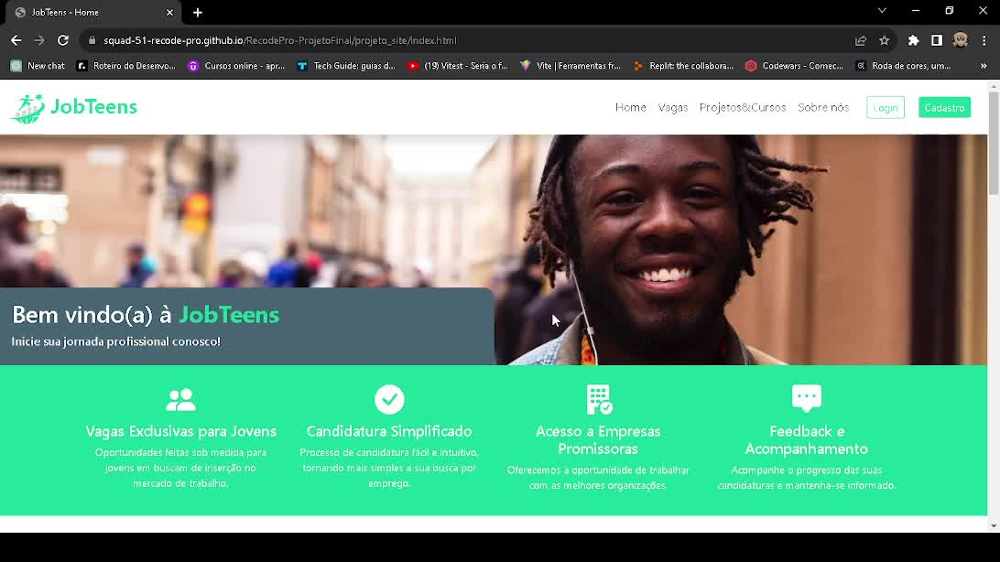 JobTeens - Home
squad-51-recode-pro.github.io/RecodePro-ProjetoFinal/projeto_site/index.html
New chat
Roteiro do Desenvo...
Cursos online - apr...
Tech Guide: guias d...
(19) Vitest - Seria o f...
Vite | Ferramentas fr...
Replit: the collabora...
Codewars - Comec...
Roda de cores, um...
»
JobTeens
Home
Vagas
Projetos&Cursos
Sobre nós
Login
Cadastro
Bem vindo(a) à JobTeens
Inicie sua jornada profissional conosco!
Vagas Exclusivas para Jovens
Oportunidades feitas sob medida para
jovens em buscam de inserção no
mercado de trabalho.
Candidatura Simplificado
Processo de candidatura fácil e intuitivo,
tornando mais simples a sua busca por
emprego.
Acesso a Empresas
Promissoras
Oferecemos a oportunidade de trabalhar
com as melhores organizações.
Feedback e
Acompanhamento
Acompanhe o progresso das suas
candidaturas e mantenha-se informado.